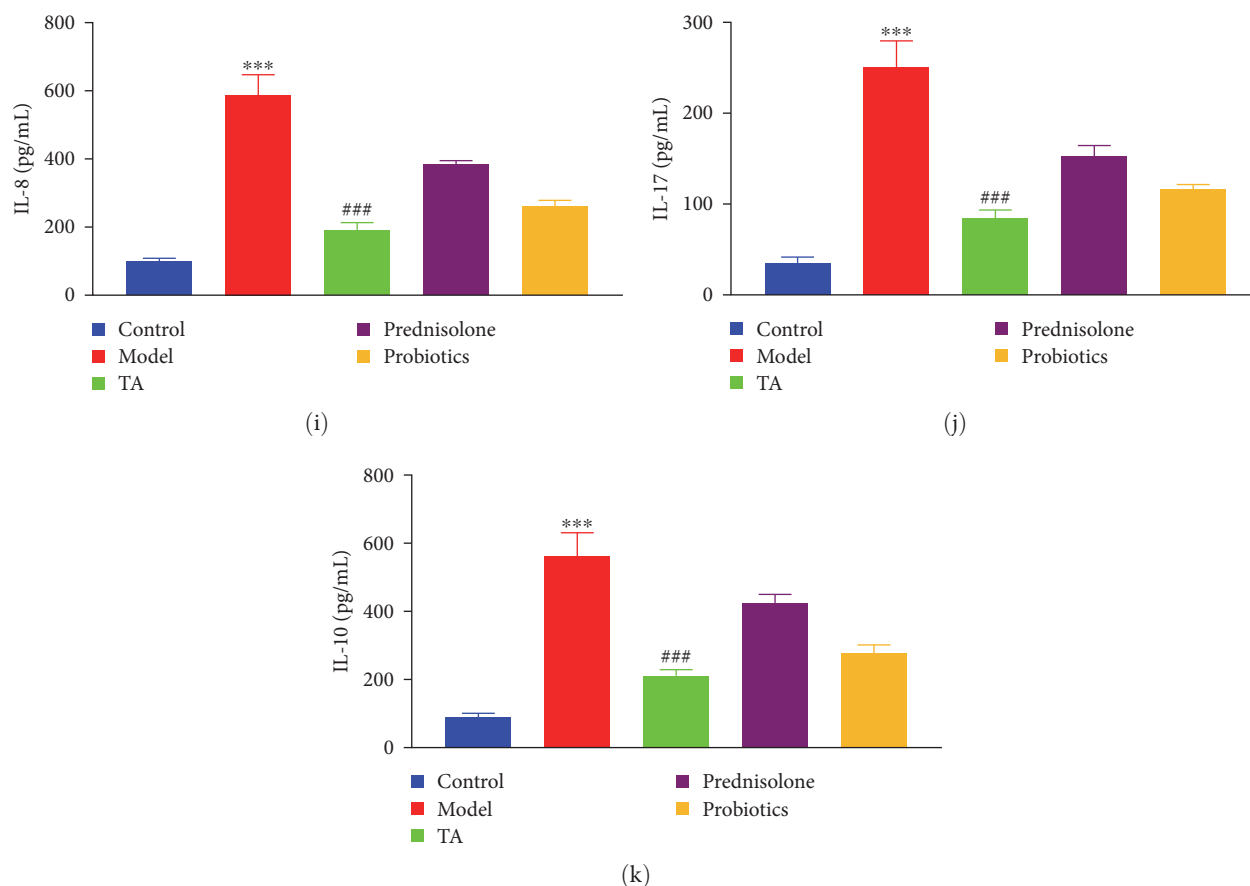 800
600
400
200
0
IL-8 (pg/mL)
***
###
Control
Model
TA
Prednisolone
Probiotics
(i)
300
200
100
0
IL-17 (pg/mL)
***
###
Control
Model
TA
Prednisolone
Probiotics
(j)
800
600
400
200
0
IL-10 (pg/mL)
***
###
Control
Model
TA
Prednisolone
Probiotics
(k)